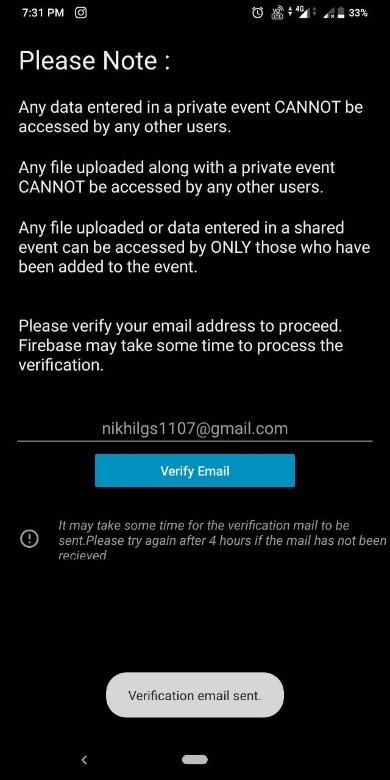 7:31 PM 4G 33%
Please Note :
Any data entered in a private event CANNOT be
accessed by any other users.
Any file uploaded along with a private event
CANNOT be accessed by any other users.
Any file uploaded or data entered in a shared
event can be accessed by ONLY those who have
been added to the event.
Please verify your email address to proceed.
Firebase may take some time to process the
verification.
nikhilgs1107@gmail.com
Verify Email
It may take some time for the verification mail to be
sent.Please try again after 4 hours if the mail has not been
recieved.
Verification email sent.